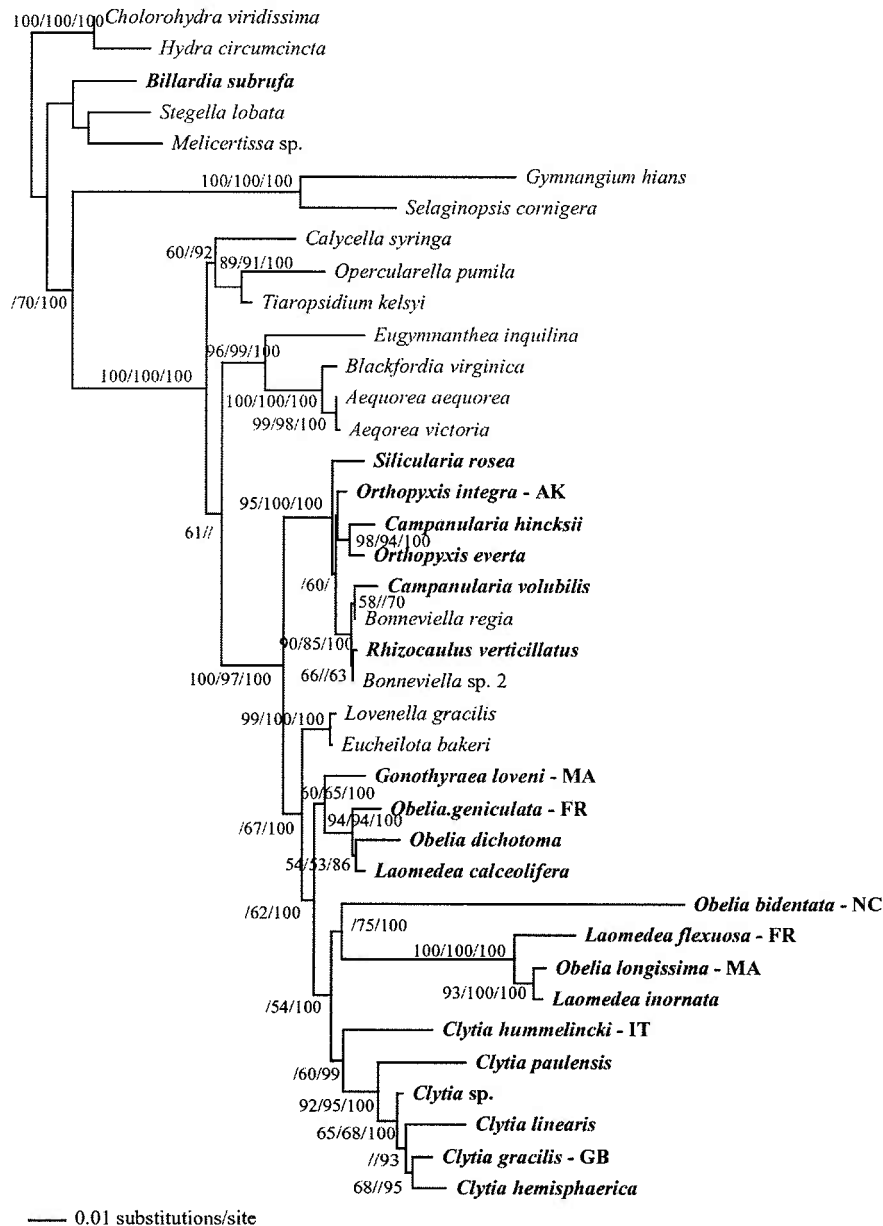 100/100/100 Cholorohydra viridissima
Hydra circumcincta
Billardia subrufa
Stegella lobata
Melicertissa sp.
100/100/100
Gymnangium hians
Selaginopsis cornigera
Calycella syringa
60//92
89/91/100
Opercularella pumila
/70/100
Tiaropsidium kelsyi
Eugymnanthea inquilina
96/99/100
Blackfordia virginica
100/100/100
100/100/100
Aequorea aequorea
99/98/100
Aeqorea victoria
Silicularia rosea
Orthopyxis integra - AK
95/100/100
Campanularia hincksii
61//
98/94/100
Orthopyxis everta
/60/
Campanularia volubilis
58//70
Bonneviella regia
90/85/100
Rhizocaulus verticillatus
100/97/100
66//63
Bonneviella sp. 2
99/100/100
Lovenella gracilis
Eucheilota bakeri
Gonothyraea loveni - MA
60/65/100
Obelia.geniculata - FR
/67/100
94/94/100
Obelia dichotoma
54/53/86
Laomedea calceolifera
Obelia bidentata - NC
/62/100
/75/100
Laomedea flexuosa - FR
100/100/100
Obelia longissima - MA
93/100/100
Laomedea inornata
/54/100
Clytia hummelincki - IT
Clytia paulensis
/60/99
Clytia sp.
92/95/100
Clytia linearis
65/68/100
//93
Clytia gracilis - GB
68//95
Clytia hemisphaerica
0.01 substitutions/site